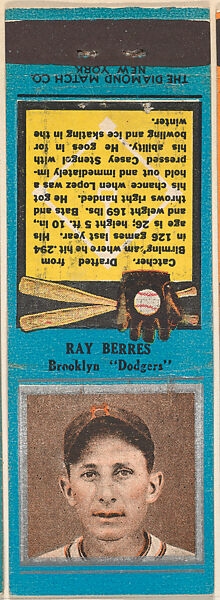 THE DIAMOND MATCH CO.
NEW YORK
Catcher. Drafted from
Birming'am, where he hit .294
in 126 games last year. His
age is 26; height 5 ft. 10 in.,
and weight 169 lbs. Bats and
throws right handed. He got
his chance when Lopez was a
hold out and immediately im-
pressed Casey Stengel with
his ability. He goes in for
bowling and ice skating in the
winter.
RAY BERRES
Brooklyn "Dodgers"